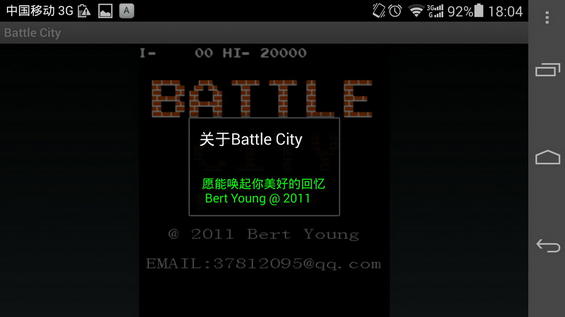 中国移动 3G A 3G G 92% 18:04
Battle City
I- 00 HI- 20000
BATTLE
关于Battle City
愿能唤起你美好的回忆
Bert Young @ 2011
@ 2011 Bert Young
EMAIL:37812095@qq.com